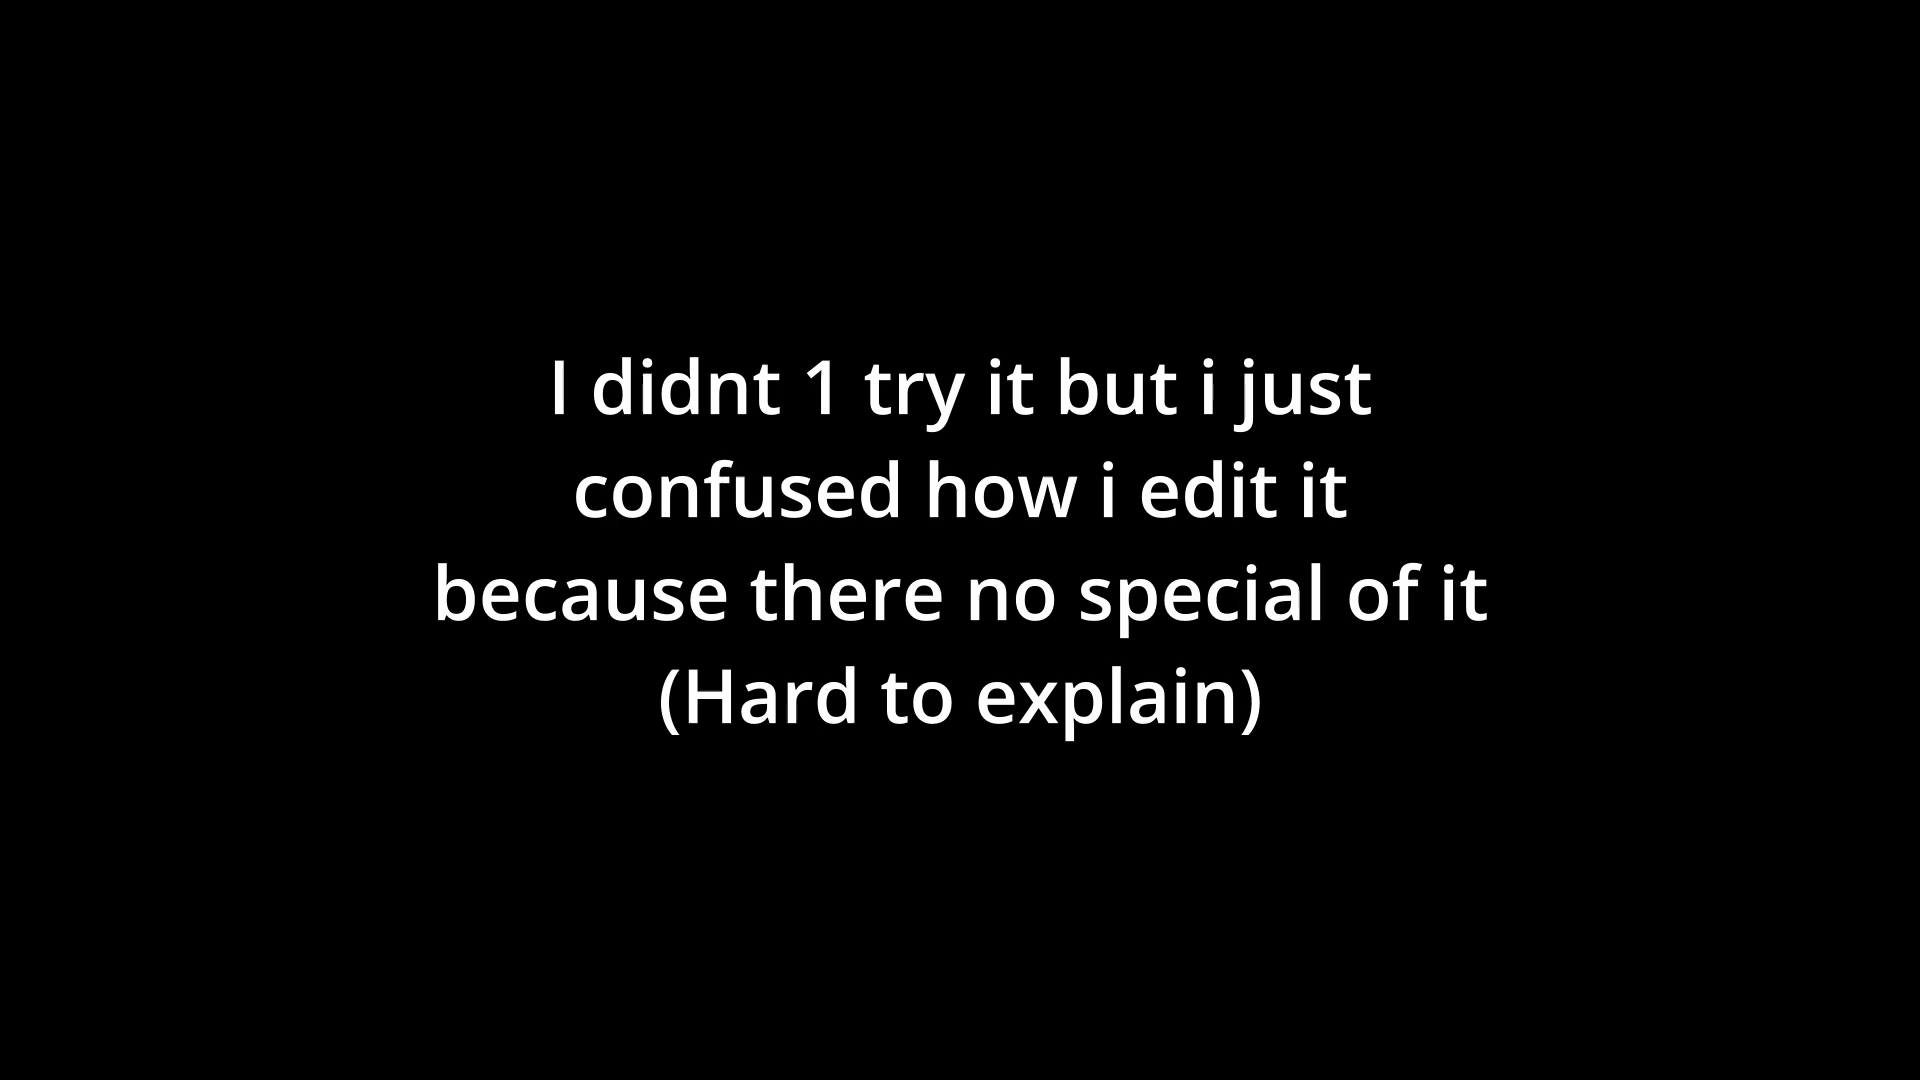 I didnt 1 try it but i just
confused how i edit it
because there no special of it
(Hard to explain)